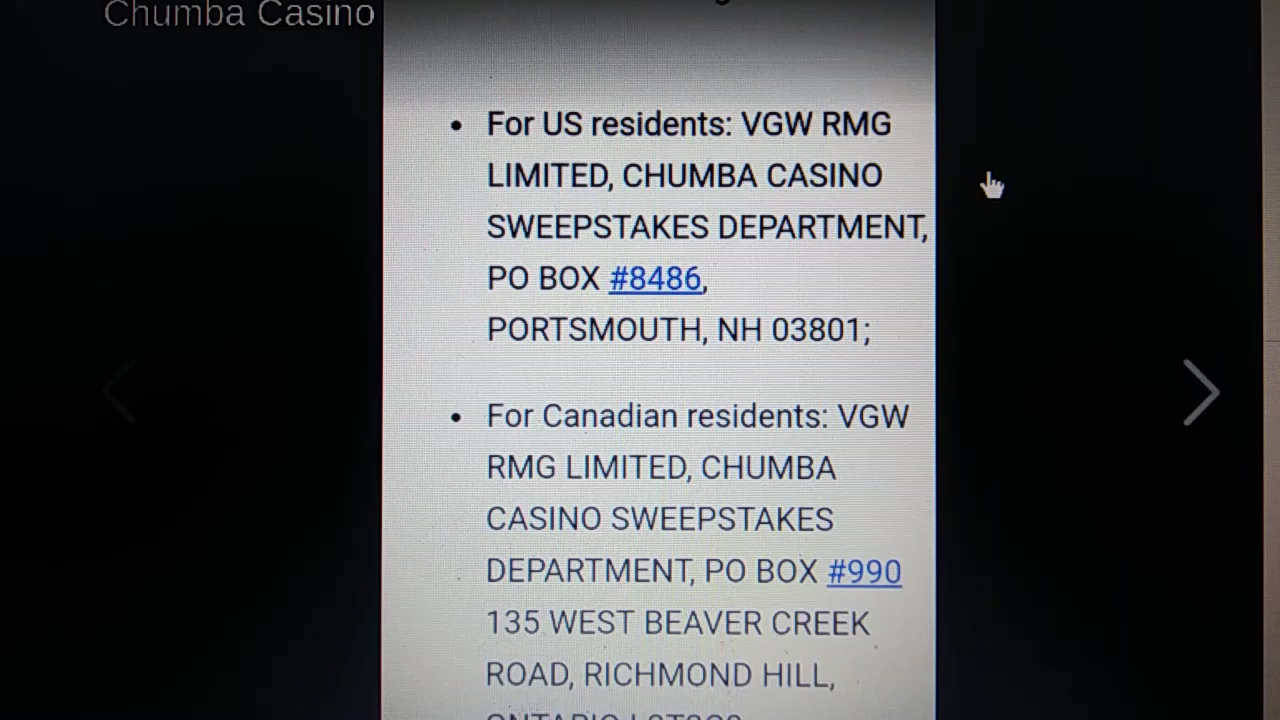 Chumba Casino
• For US residents: VGW RMG
LIMITED, CHUMBA CASINO
SWEEPSTAKES DEPARTMENT,
PO BOX #8486,
PORTSMOUTH, NH 03801;
• For Canadian residents: VGW
RMG LIMITED, CHUMBA
CASINO SWEEPSTAKES
DEPARTMENT, PO BOX #990
135 WEST BEAVER CREEK
ROAD, RICHMOND HILL,
ONTARIO